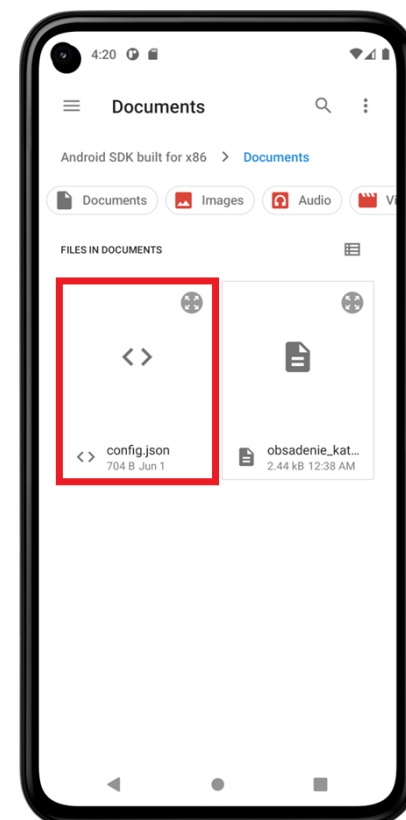 4:20
Documents
Android SDK built for x86 > Documents
Documents Images Audio Vi
FILES IN DOCUMENTS
config.json
704 B Jun 1
obsadenie_kat...
2.44 kB 12:38 AM